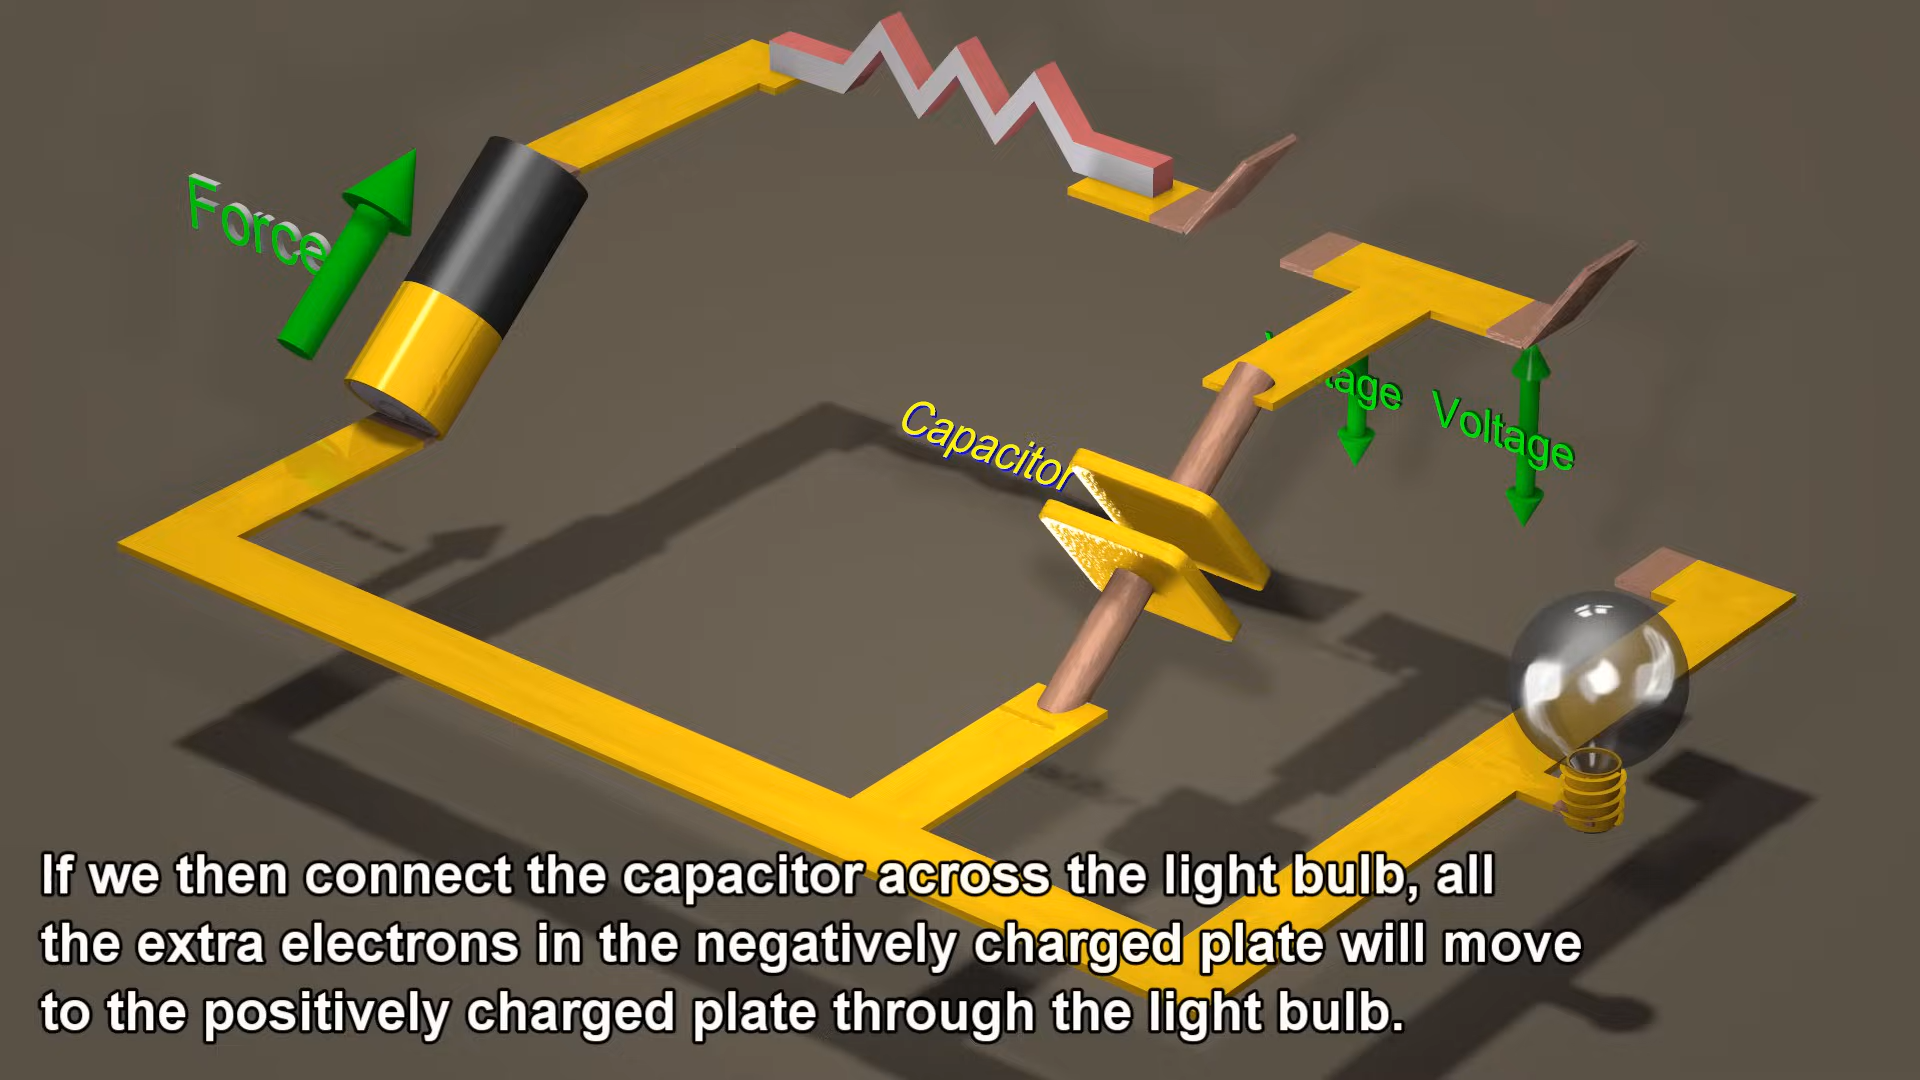 Force
Capacitor
Voltage
If we then connect the capacitor across the light bulb, all
the extra electrons in the negatively charged plate will move
to the positively charged plate through the light bulb.